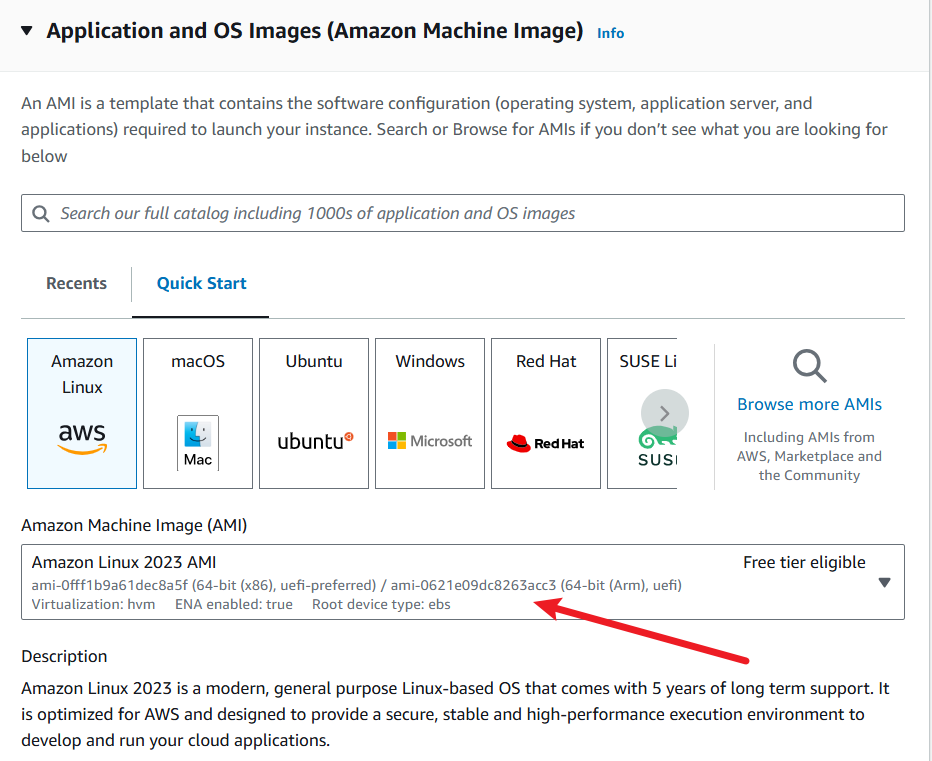 Application and OS Images (Amazon Machine Image) Info
An AMI is a template that contains the software configuration (operating system, application server, and
applications) required to launch your instance. Search or Browse for AMIs if you don’t see what you are looking for
below
Search our full catalog including 1000s of application and OS images
Recents
Quick Start
Amazon
Linux
aws
macOS
Mac
Ubuntu
ubuntu
Windows
Microsoft
Red Hat
Red Hat
SUSE Li
SUS
Browse more AMIs
Including AMIs from
AWS, Marketplace and
the Community
Amazon Machine Image (AMI)
Amazon Linux 2023 AMI
Free tier eligible
ami-0fff1b9a61dec8a5f (64-bit (x86), uefi-preferred) / ami-0621e09dc8263acc3 (64-bit (Arm), uefi)
Virtualization: hvm ENA enabled: true Root device type: ebs
Description
Amazon Linux 2023 is a modern, general purpose Linux-based OS that comes with 5 years of long term support. It
is optimized for AWS and designed to provide a secure, stable and high-performance execution environment to
develop and run your cloud applications.